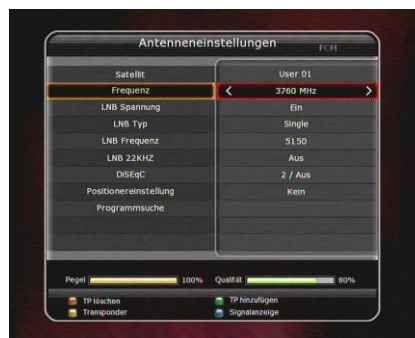 Antenneneinstellungen
PCM
Satellit User 01
Frequenz < 3760 MHz >
LNB Spannung Ein
LNB Typ Single
LNB Frequenz 5150
LNB 22KHZ Aus
DiSEqC 2 / Aus
Positionereinstellung Kein
Programmsuche
Pegel 100% Qualität 80%
TP löschen TP hinzufügen
Transponder Signalanzeige